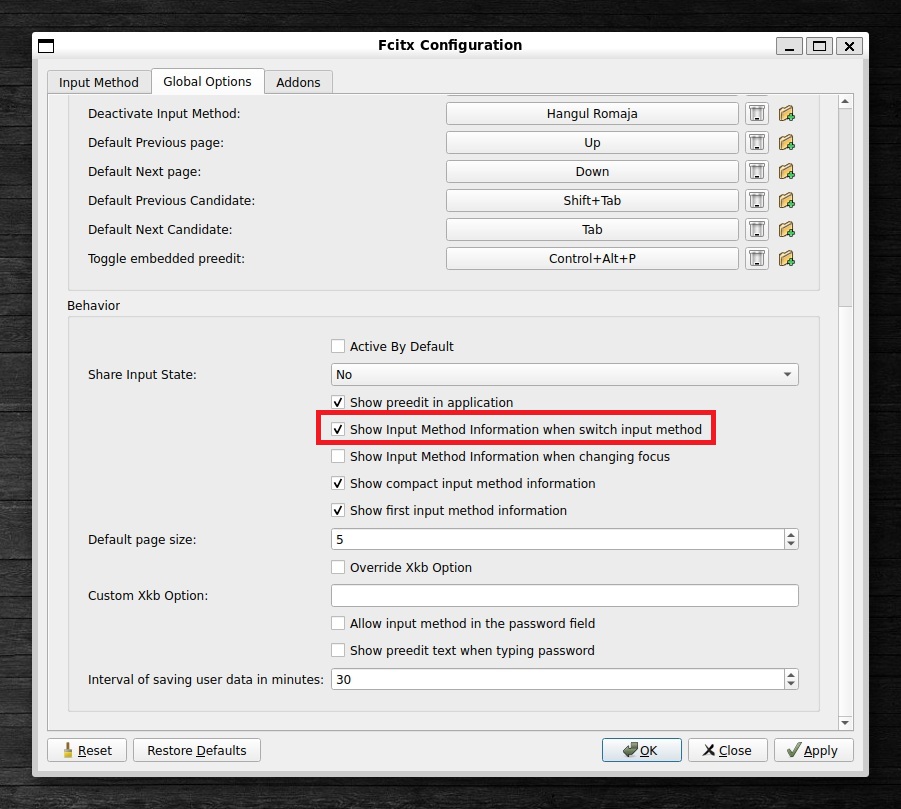 Fcitx Configuration
Input Method
Global Options
Addons
Deactivate Input Method: Hangul Romaja
Default Previous page: Up
Default Next page: Down
Default Previous Candidate: Shift+Tab
Default Next Candidate: Tab
Toggle embedded preedit: Control+Alt+P
Behavior
Active By Default
Share Input State: No
Show preedit in application
Show Input Method Information when switch input method
Show Input Method Information when changing focus
Show compact input method information
Show first input method information
Default page size: 5
Override Xkb Option
Custom Xkb Option:
Allow input method in the password field
Show preedit text when typing password
Interval of saving user data in minutes: 30
Reset
Restore Defaults
OK
Close
Apply